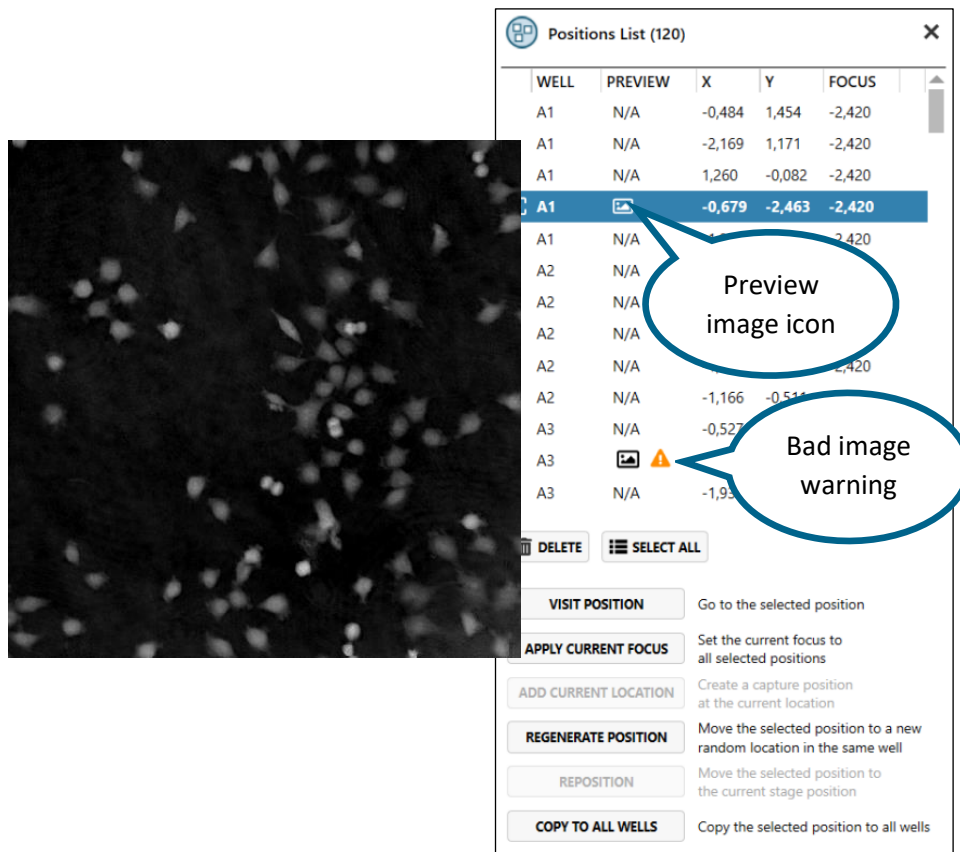 Positions List (120)
WELL PREVIEW X Y FOCUS
A1 N/A -0,484 1,454 -2,420
A1 N/A -2,169 1,171 -2,420
A1 N/A 1,260 -0,082 -2,420
A1 -0,679 -2,463 -2,420
A1 N/A -2,420
A2 N/A
A2 N/A
A2 N/A
A2 N/A -2,420
A2 N/A -1,166
A3 N/A -0,527
A3
A3 N/A
Preview
image icon
Bad image
warning
DELETE SELECT ALL
VISIT POSITION Go to the selected position
APPLY CURRENT FOCUS Set the current focus to
all selected positions
ADD CURRENT LOCATION Create a capture position
at the current location
REGENERATE POSITION Move the selected position to a new
random location in the same well
REPOSITION Move the selected position to
the current stage position
COPY TO ALL WELLS Copy the selected position to all wells